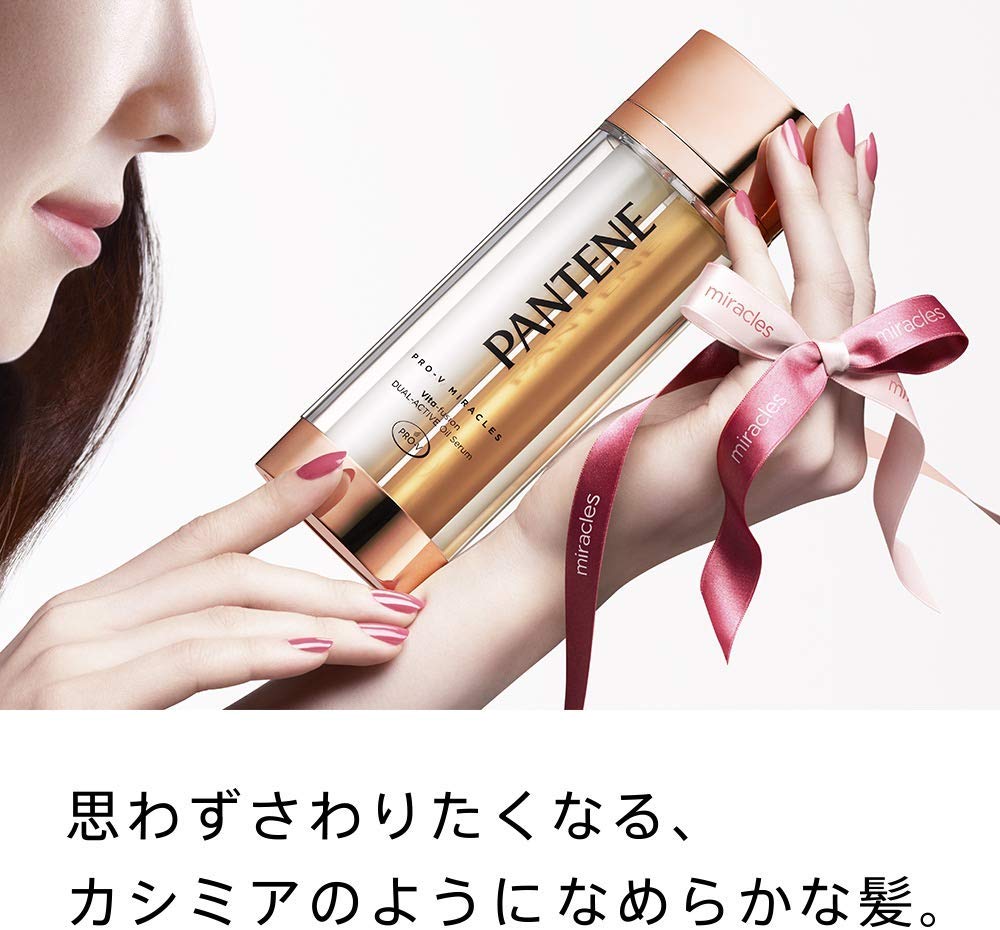 PANTENE
PRO-V MIRACLES
Vita-fusion
DUAL-ACTIVE Oil Serum
PRO-V
miracles
miracles
miracles
miracles
miracles
思わずさわりたくなる、
カシミアのようになめらかな髪。